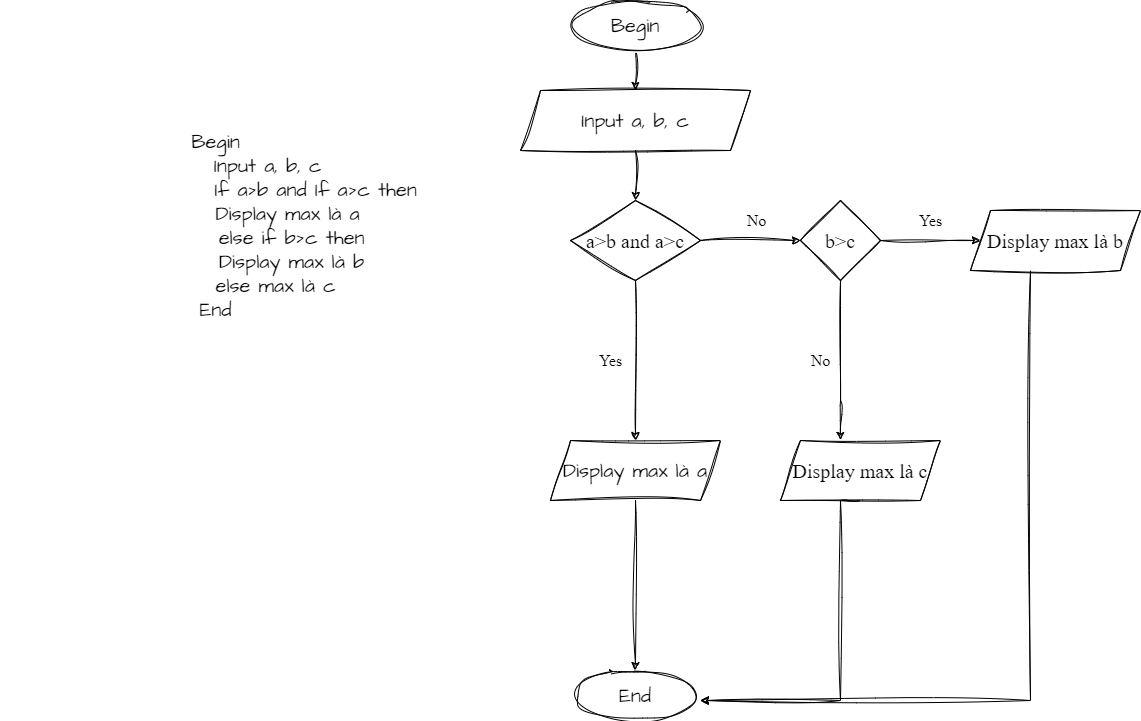 Begin
Input a, b, c
If a>b and If a>c then
Display max là a
else if b>c then
Display max là b
else max là c
End
Begin
Input a, b, c
a>b and a>c
No
b>c
Yes
Display max là b
Yes
No
Display max là a
Display max là c
End